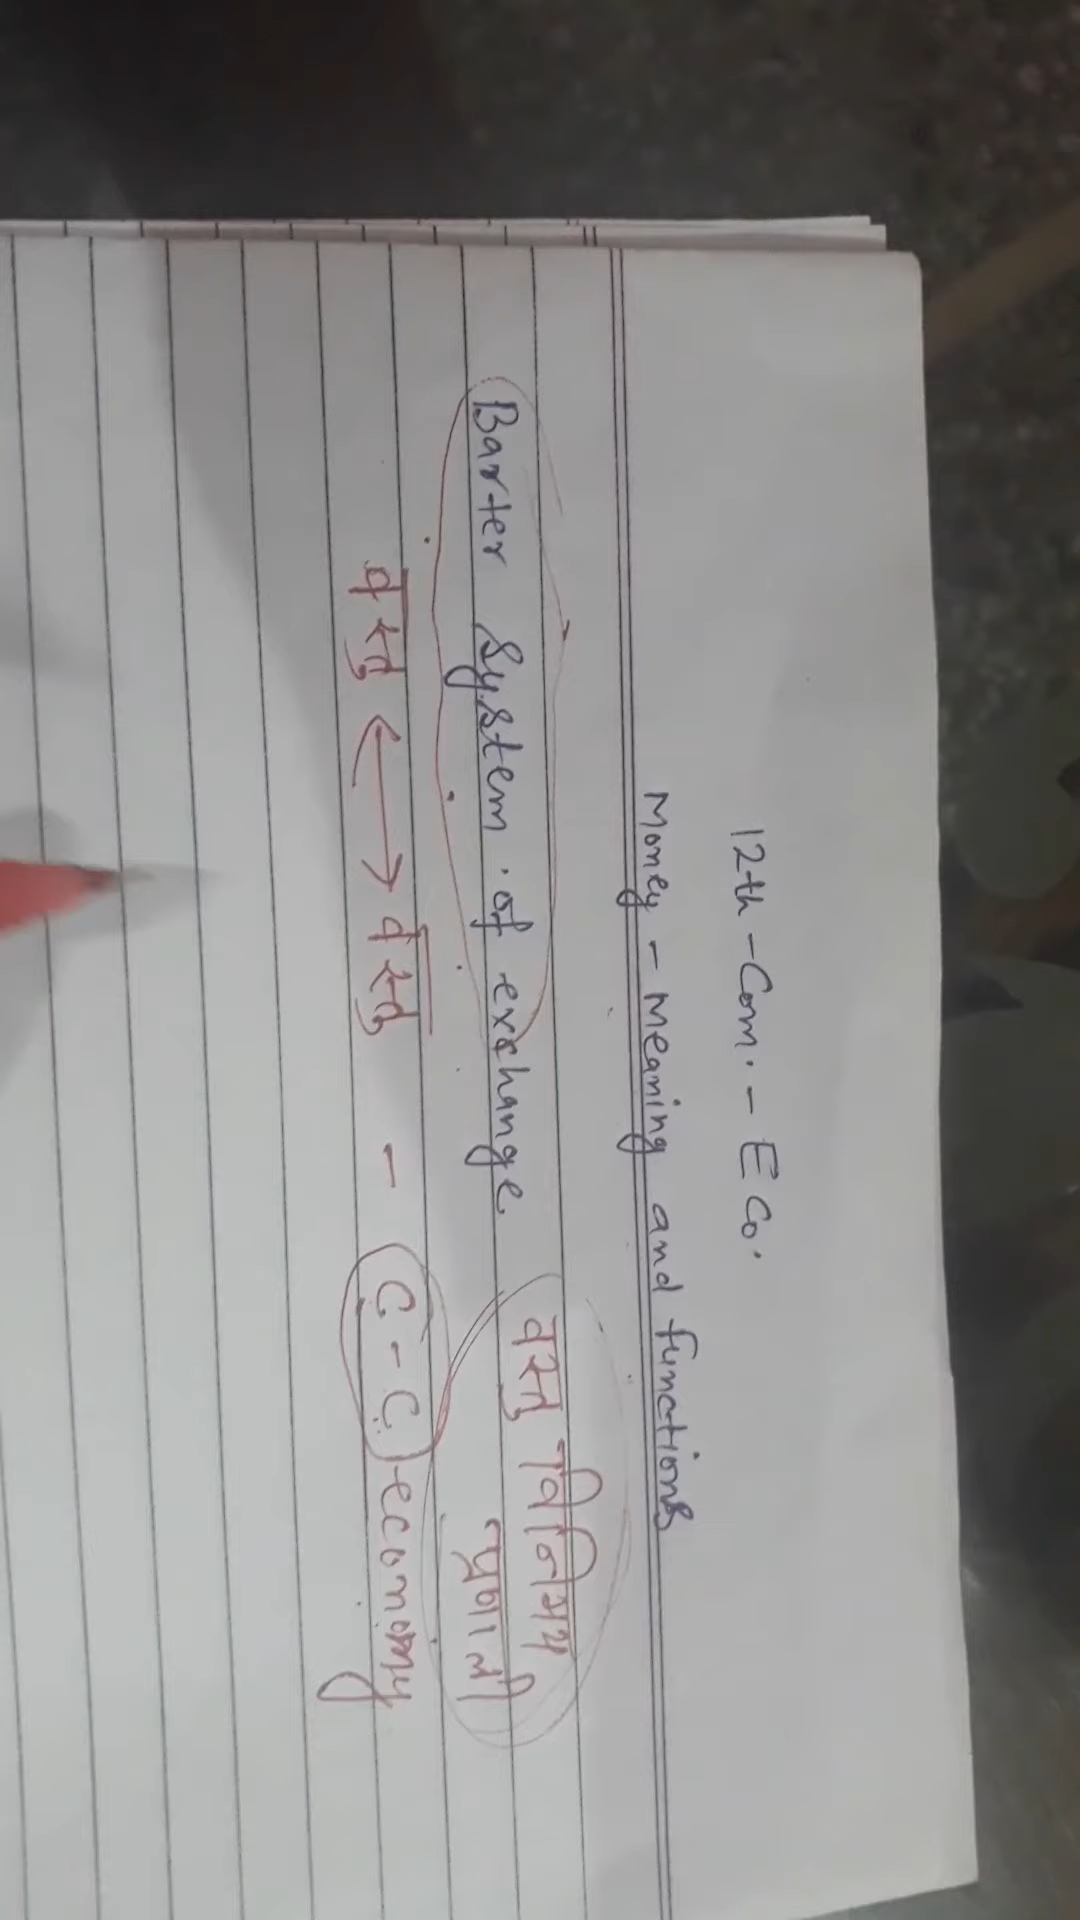 12th - Com. - Eco.
Money - Meaning and functions
Barter System of exchange वस्तु विनिमय
प्रणाली
वस्तु ↔ वस्तु - C - C economy